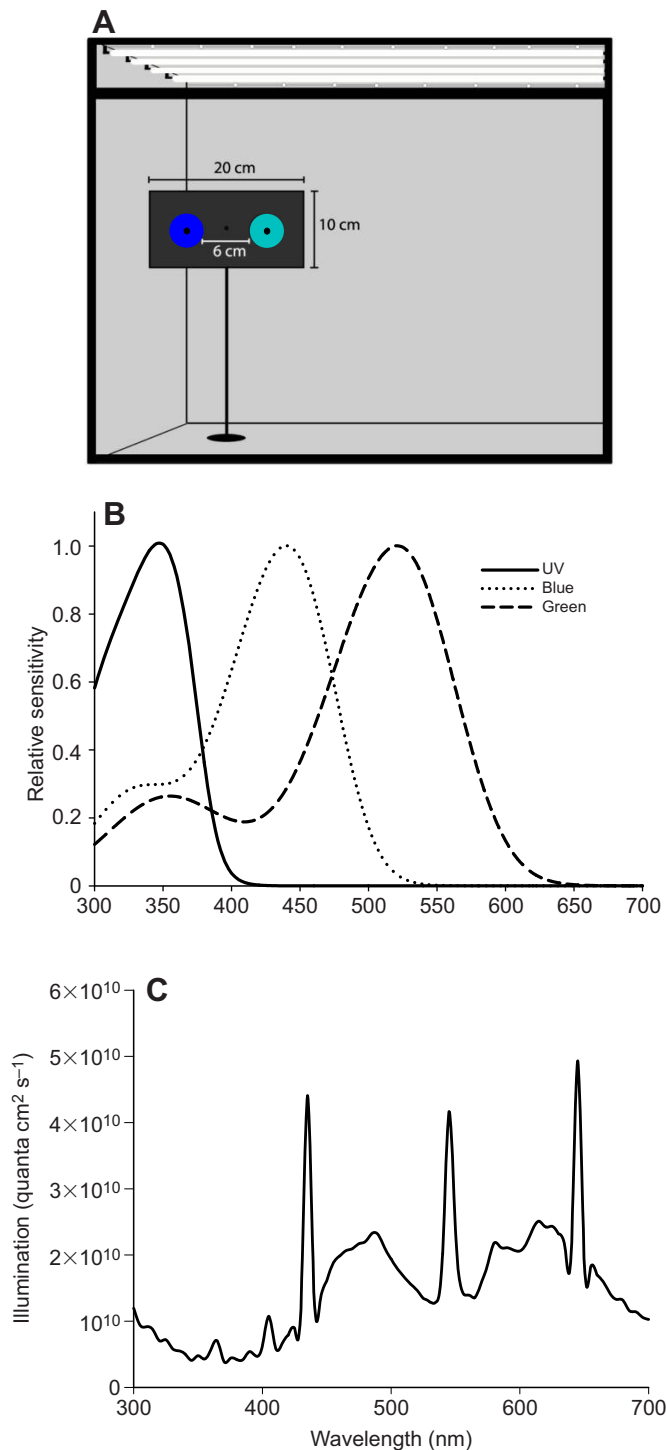 A
20 cm
10 cm
6 cm
B
Relative sensitivity
1.0
0.8
0.6
0.4
0.2
0
UV
Blue
Green
300 350 400 450 500 550 600 650 700
C
Illumination (quanta cm² s⁻¹)
6×10¹⁰
5×10¹⁰
4×10¹⁰
3×10¹⁰
2×10¹⁰
1×10¹⁰
0
300 400 500 600 700
Wavelength (nm)